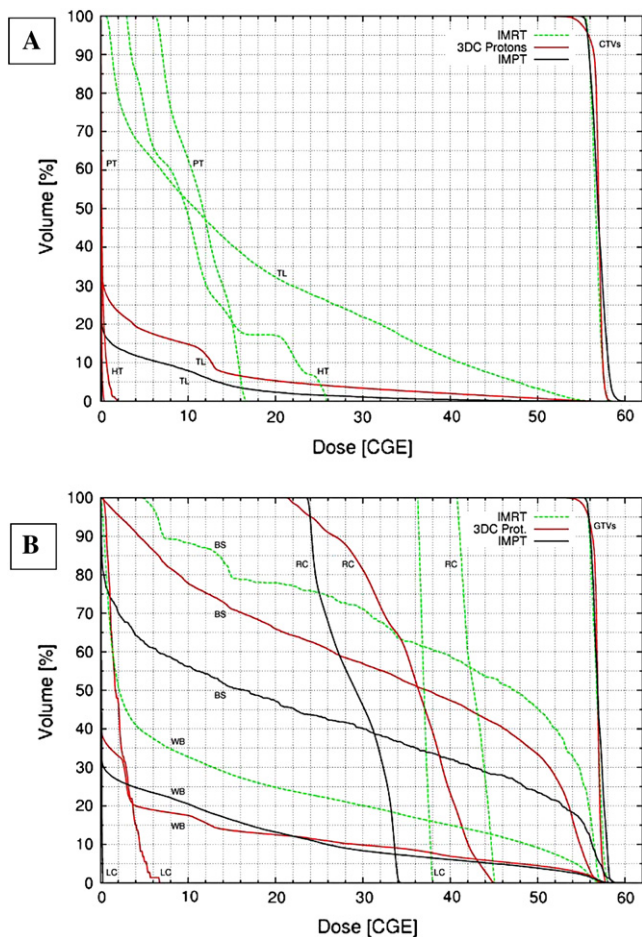 A
IMRT
3DC Protons
IMPT
CTVs
100
90
80
70
60
50
40
30
20
10
0
Volume [%]
PT
PT
TL
TL
TL
HT
HT
0 10 20 30 40 50 60
Dose [CGE]
B
IMRT
3DC Prot.
IMPT
GTVs
100
90
80
70
60
50
40
30
20
10
0
Volume [%]
BS
RC
RC
RC
BS
BS
WB
WB
WB
LC
LC
LC
0 10 20 30 40 50 60
Dose [CGE]